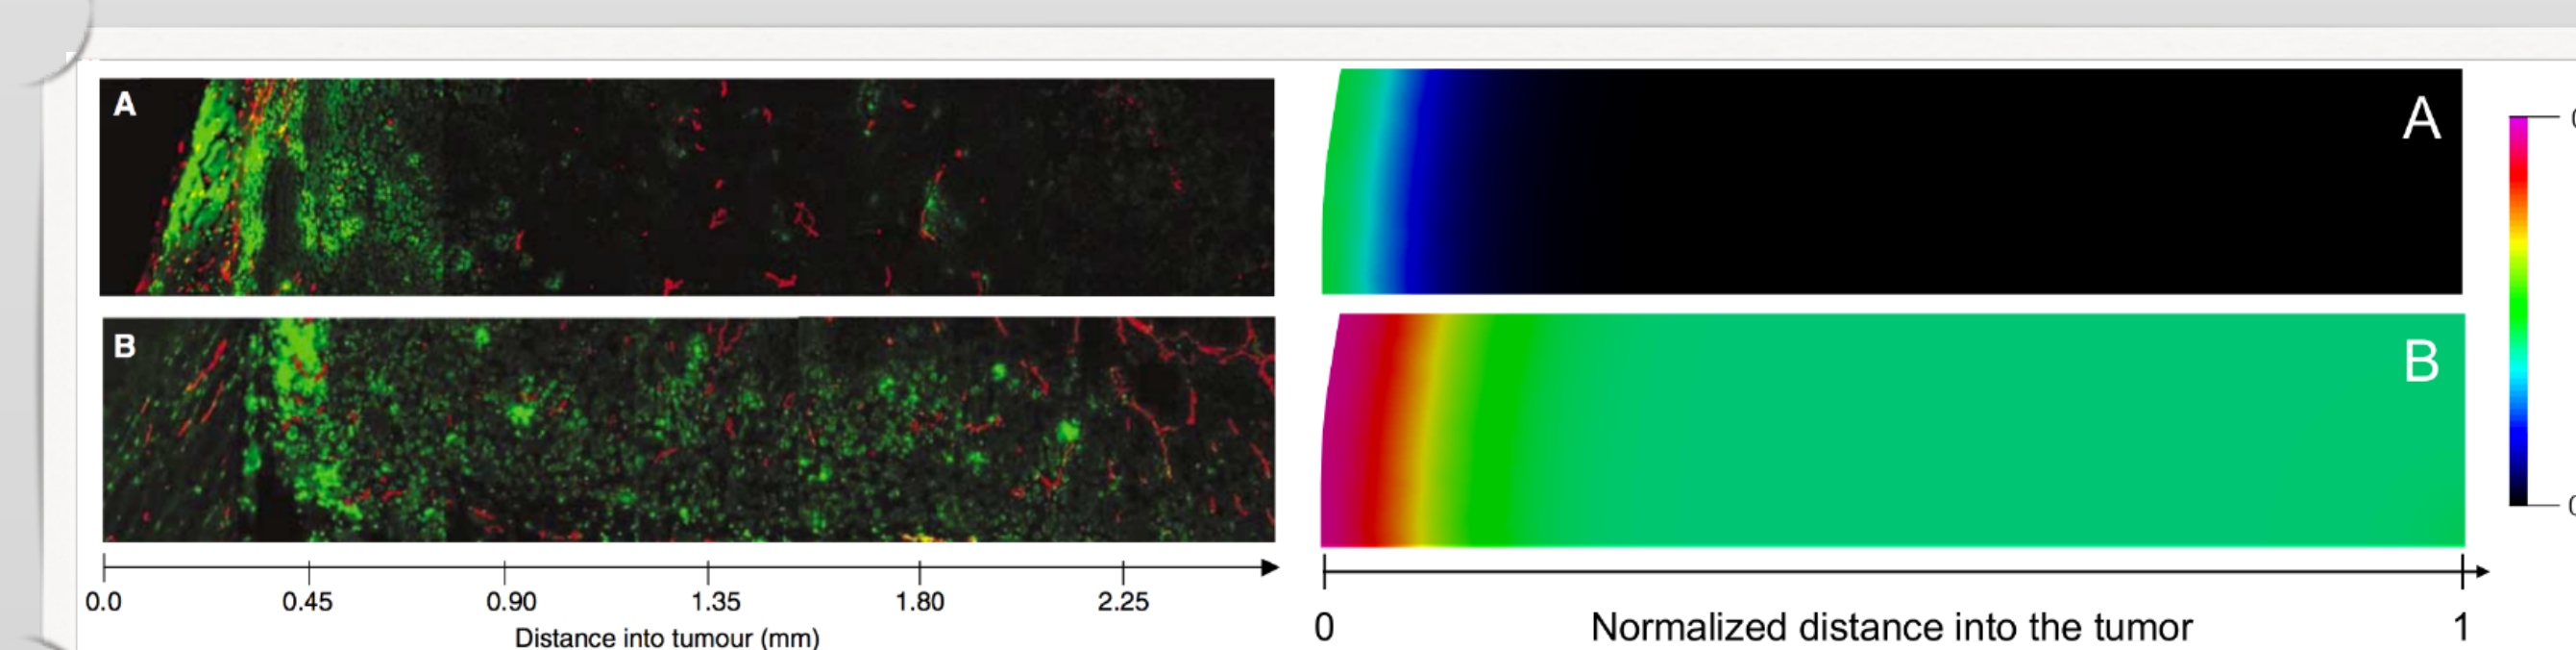 A
A
B
B
0.0 0.45 0.90 1.35 1.80 2.25
Distance into tumour (mm)
0 Normalized distance into the tumor 1